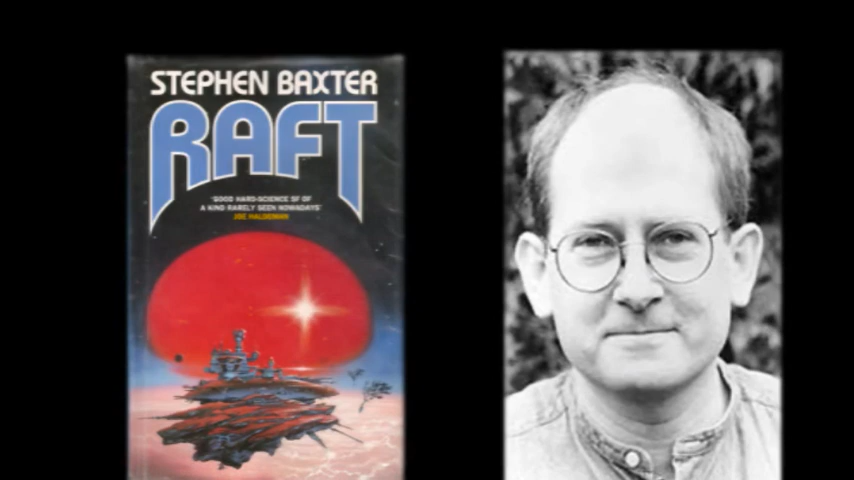 STEPHEN BAXTER
RAFT
'GOOD HARD-SCIENCE SF OF
A KIND RARELY SEEN NOWADAYS'
JOE HALDEMAN